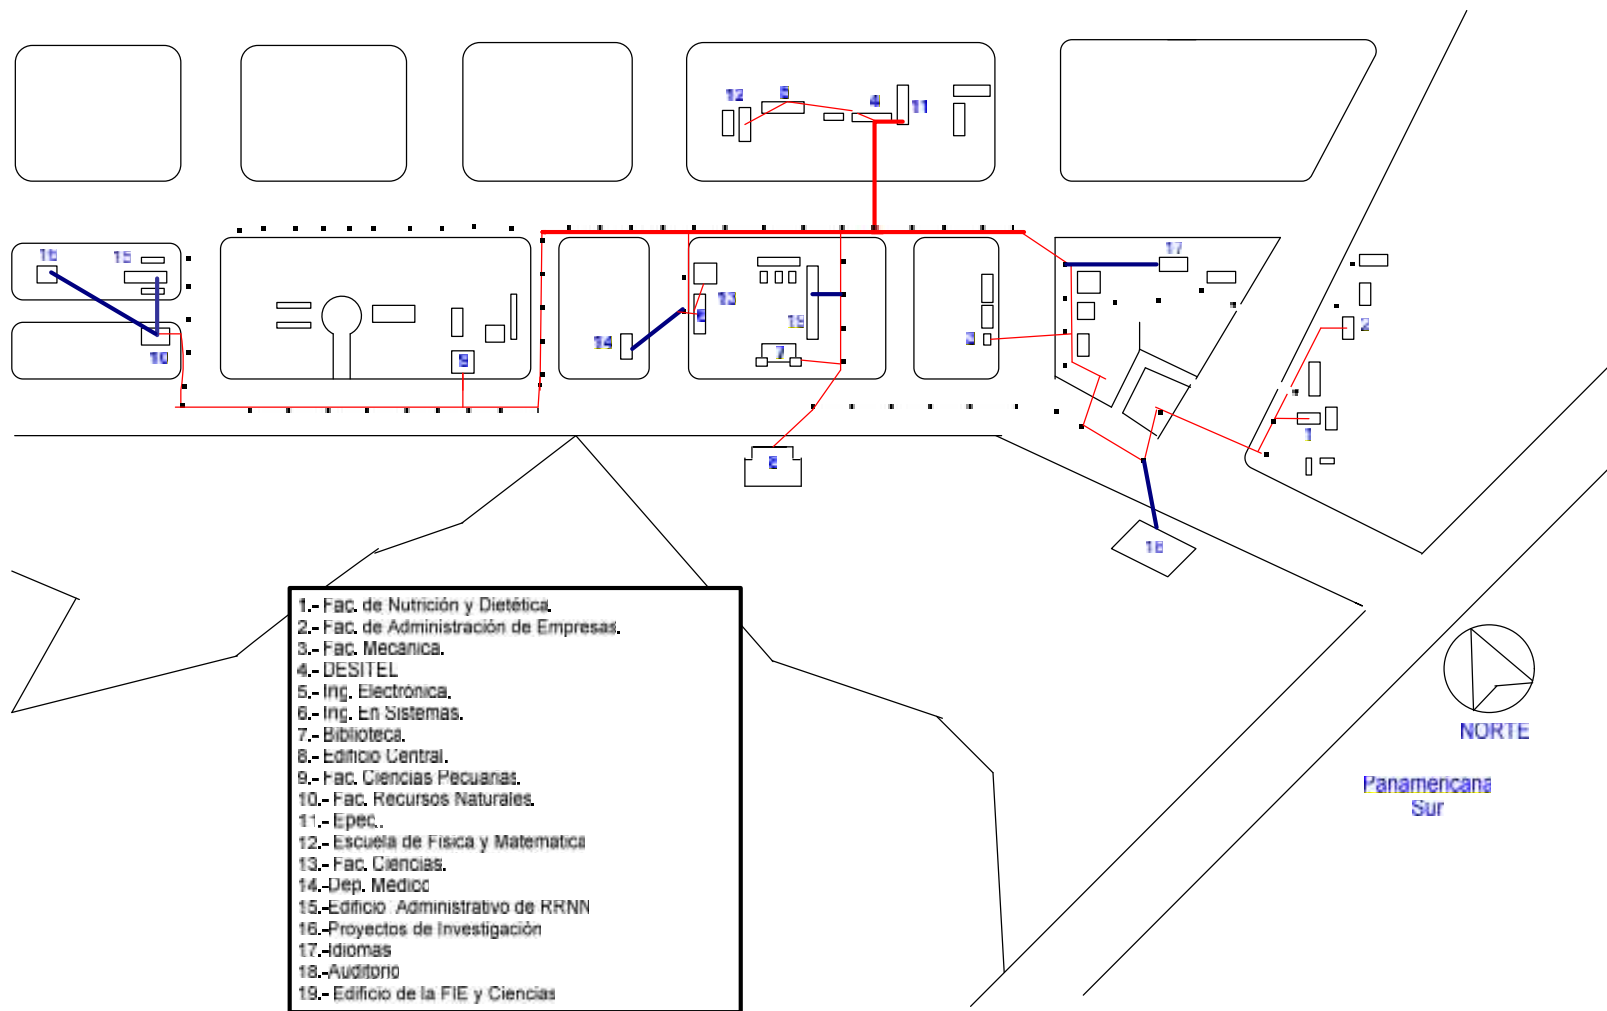 12
5
4
11
16
15
17
13
6
2
14
3
7
10
9
1
8
1.- Fac. de Nutrición y Dietética.
2.- Fac. de Administración de Empresas.
3.- Fac. Mecánica.
4.- DESITEL
5.- Ing. Electrónica.
6.- Ing. En Sistemas.
7.- Biblioteca.
8.- Edificio Central.
9.- Fac. Ciencias Pecuarias.
10.- Fac. Recursos Naturales.
11.- Epec..
12.- Escuela de Física y Matematica
13.- Fac. Ciencias.
14.-Dep. Médico
15.-Edificio Administrativo de RRNN
16.-Proyectos de Investigación
17.-Idiomas
18.-Auditorio
19.- Edificio de la FIE y Ciencias
NORTE
Panamericana
Sur